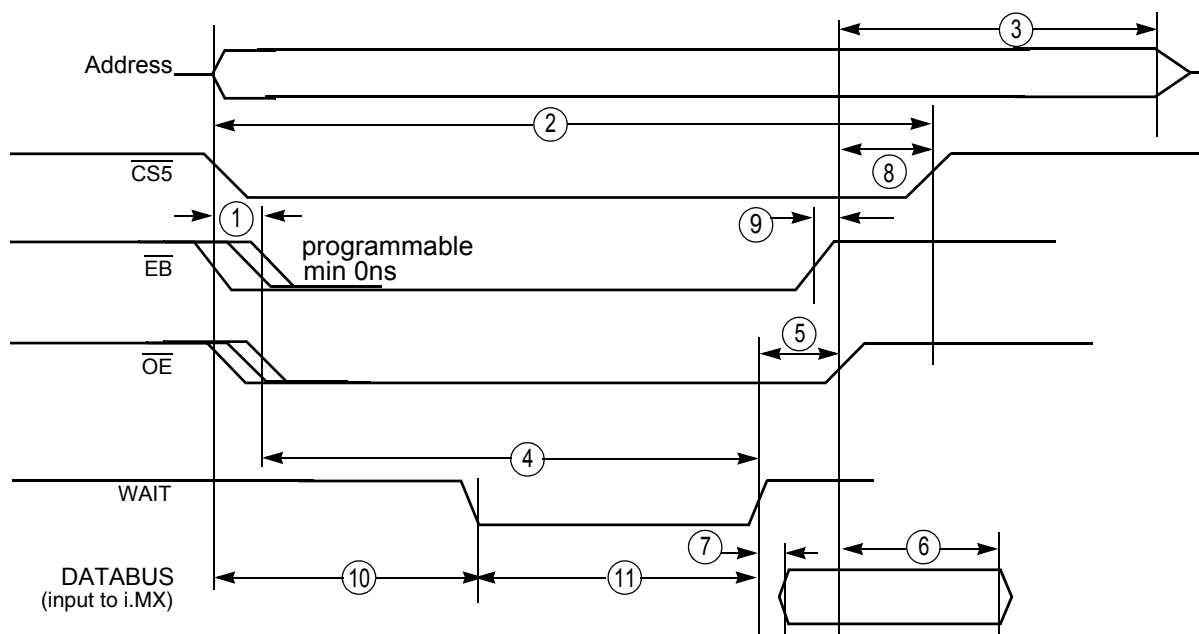 3
Address
2
CS5
8
1
9
programmable
min 0ns
EB
5
OE
4
WAIT
7
6
DATABUS
(input to i.MX)
10
11